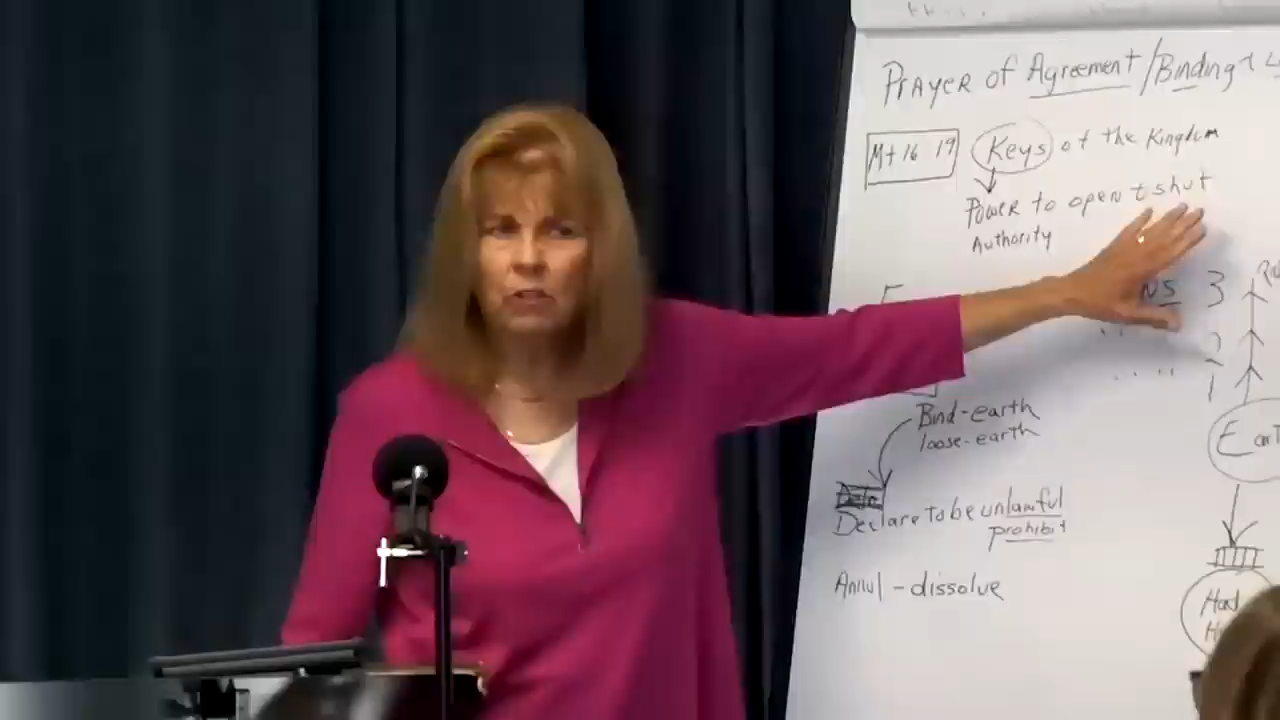 Prayer of Agreement / Binding +
Mt 16 19 Keys of the Kingdom
Power to open + shut
Authority
NS 3
2
1
Bind - earth
loose - earth
Declare to be unlawful
prohibit
Annul - dissolve